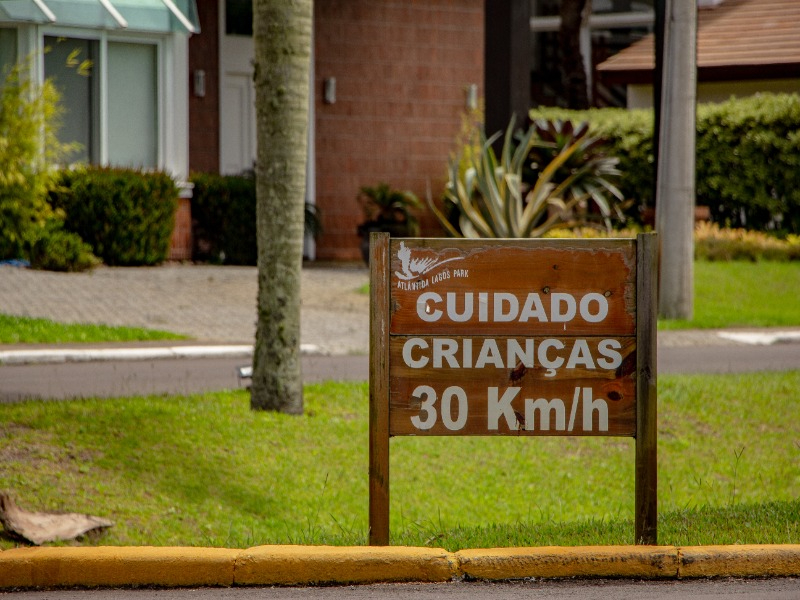 ATLÂNTIDA LAGOS PARK
CUIDADO
CRIANÇAS
30 Km/h